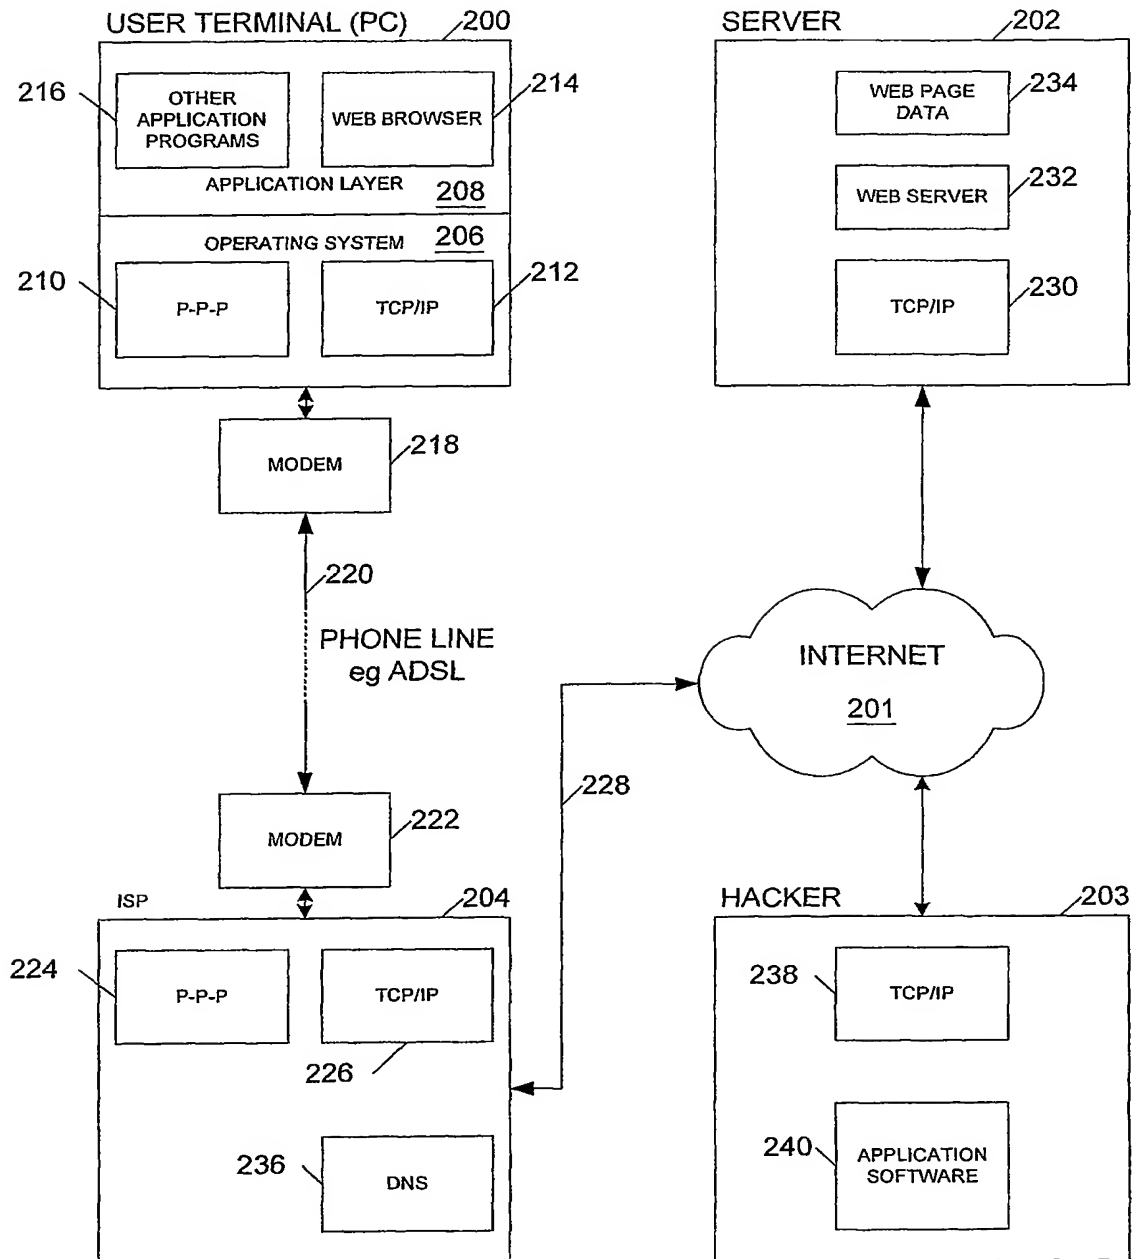 USER TERMINAL (PC)
200
216
OTHER
APPLICATION
PROGRAMS
WEB BROWSER
214
APPLICATION LAYER
208
OPERATING SYSTEM
206
210
P-P-P
TCP/IP
212
MODEM
218
220
PHONE LINE
eg ADSL
MODEM
222
ISP
204
224
P-P-P
TCP/IP
226
236
DNS
228
SERVER
202
WEB PAGE
DATA
234
WEB SERVER
232
TCP/IP
230
INTERNET
201
HACKER
203
238
TCP/IP
240
APPLICATION
SOFTWARE